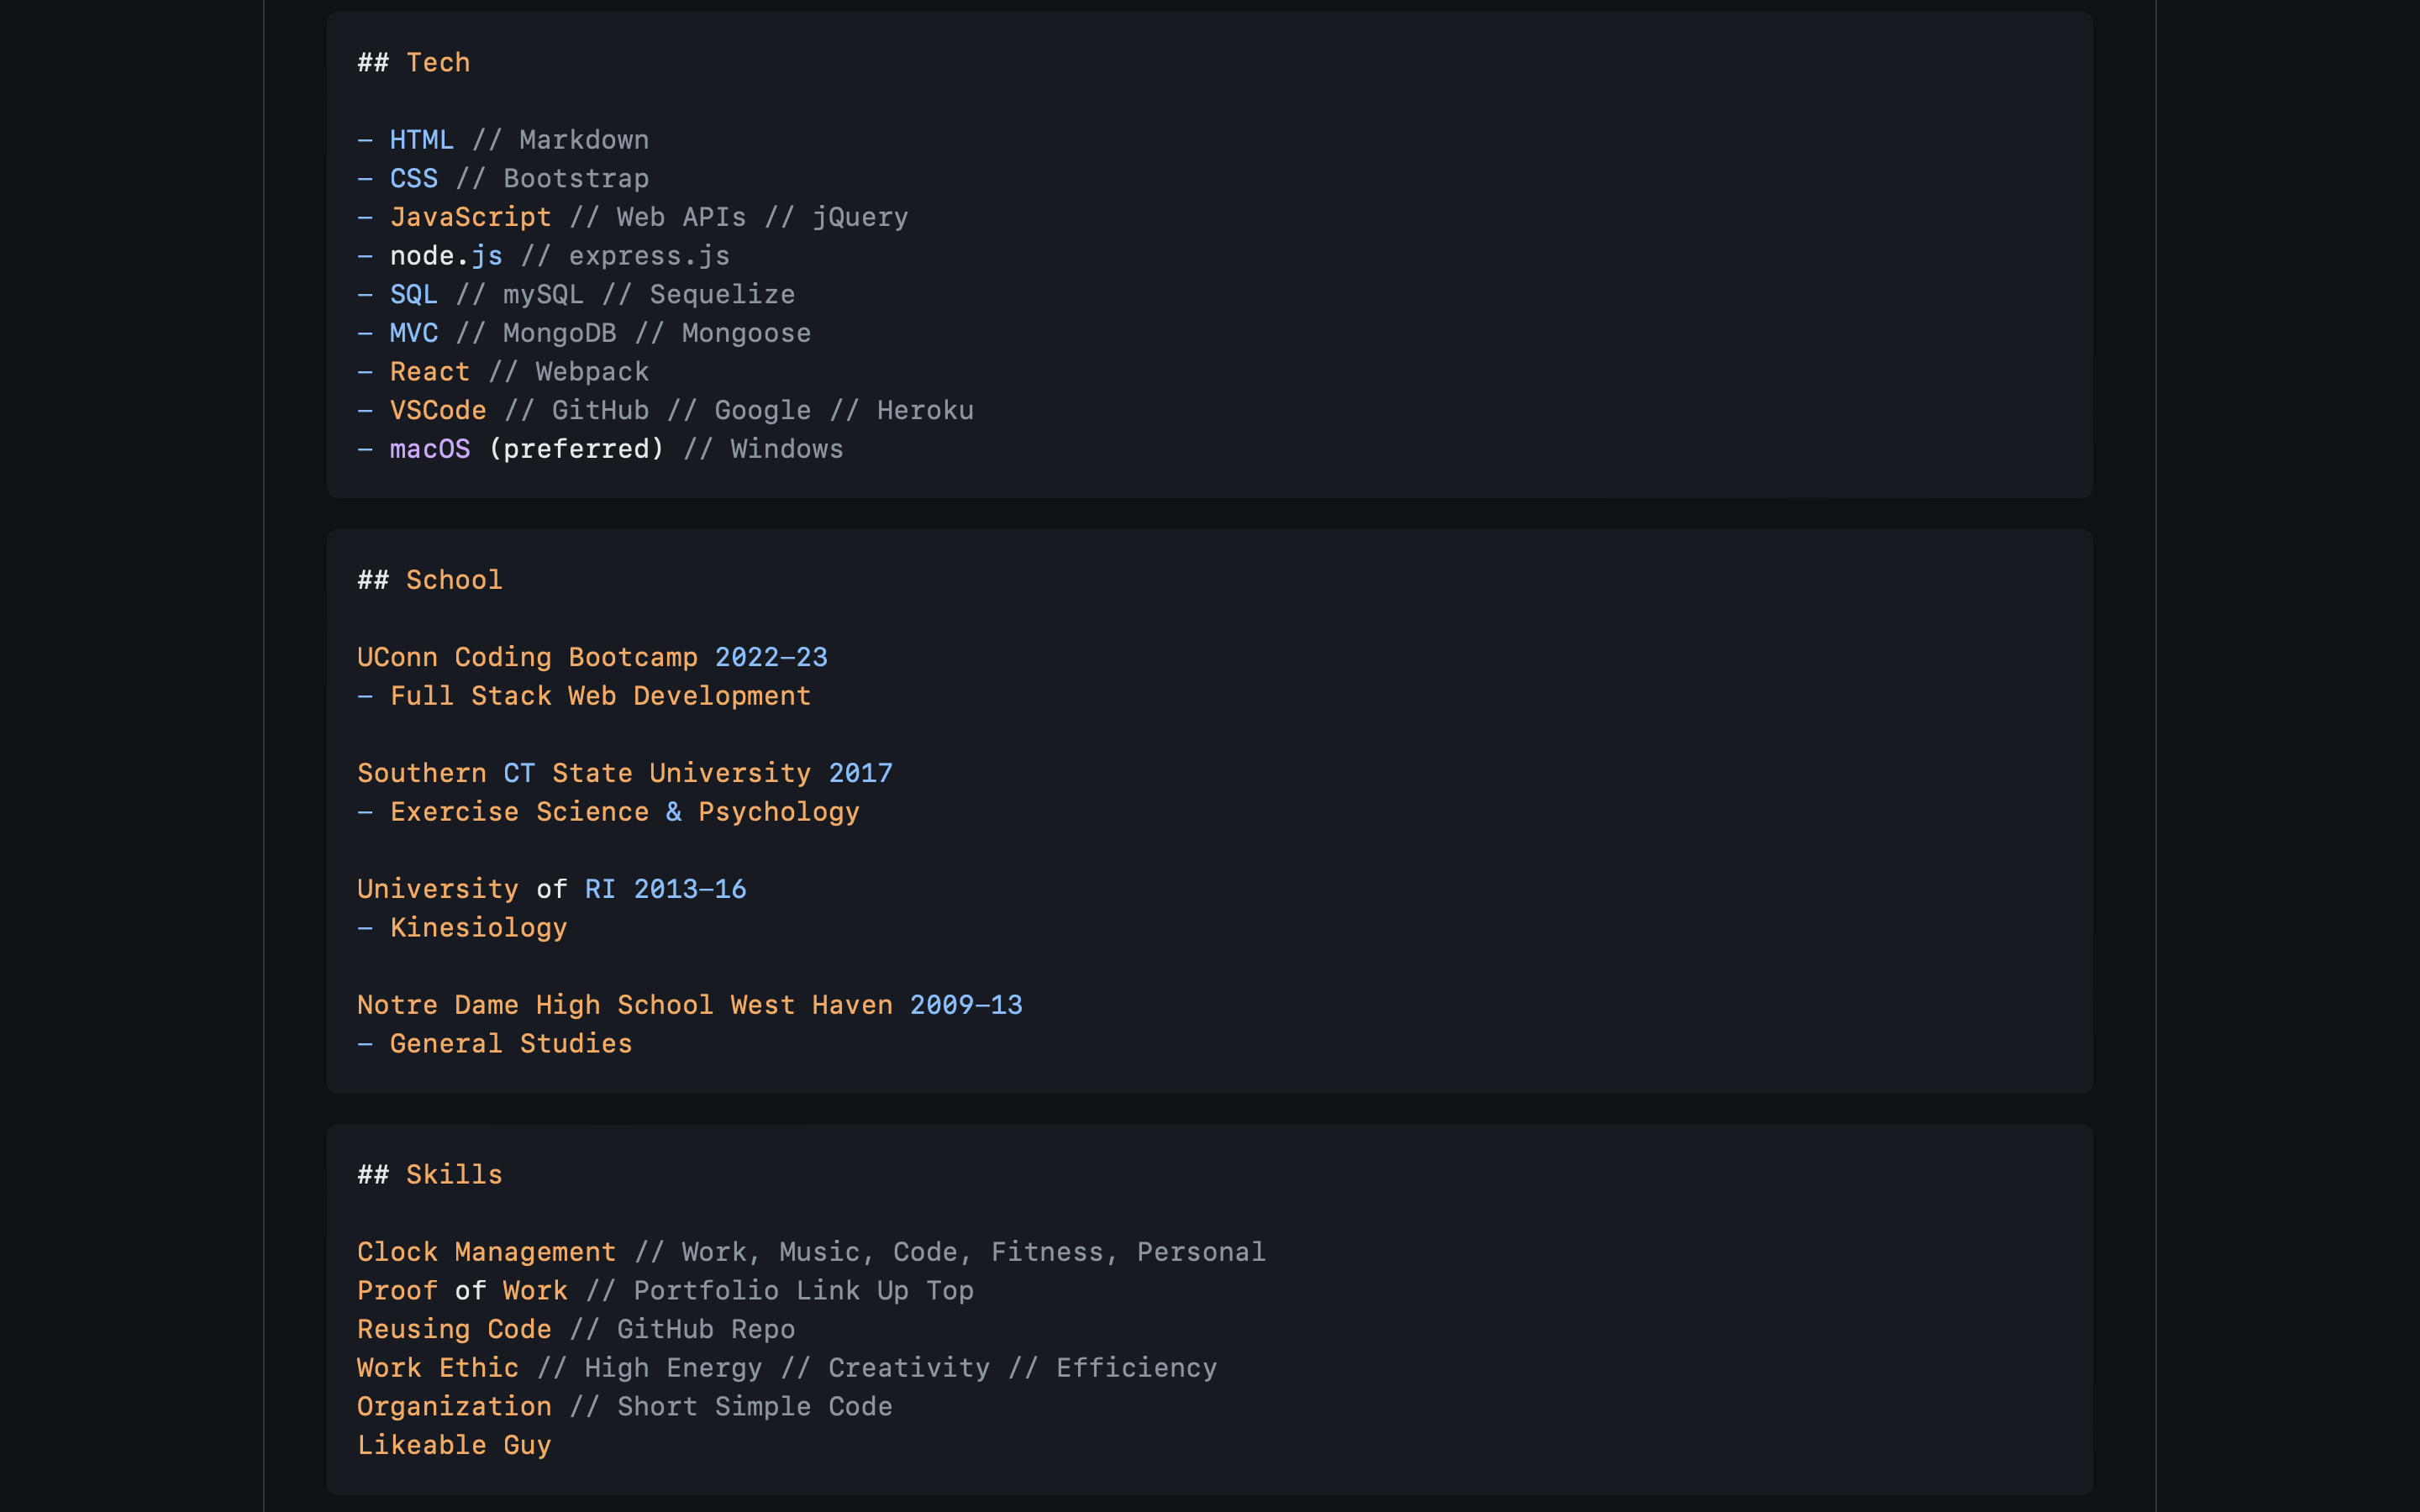 ## Tech
- HTML // Markdown
- CSS // Bootstrap
- JavaScript // Web APIs // jQuery
- node.js // express.js
- SQL // mySQL // Sequelize
- MVC // MongoDB // Mongoose
- React // Webpack
- VSCode // GitHub // Google // Heroku
- macOS (preferred) // Windows
## School
UConn Coding Bootcamp 2022-23
- Full Stack Web Development
Southern CT State University 2017
- Exercise Science & Psychology
University of RI 2013-16
- Kinesiology
Notre Dame High School West Haven 2009-13
- General Studies
## Skills
Clock Management // Work, Music, Code, Fitness, Personal
Proof of Work // Portfolio Link Up Top
Reusing Code // GitHub Repo
Work Ethic // High Energy // Creativity // Efficiency
Organization // Short Simple Code
Likeable Guy